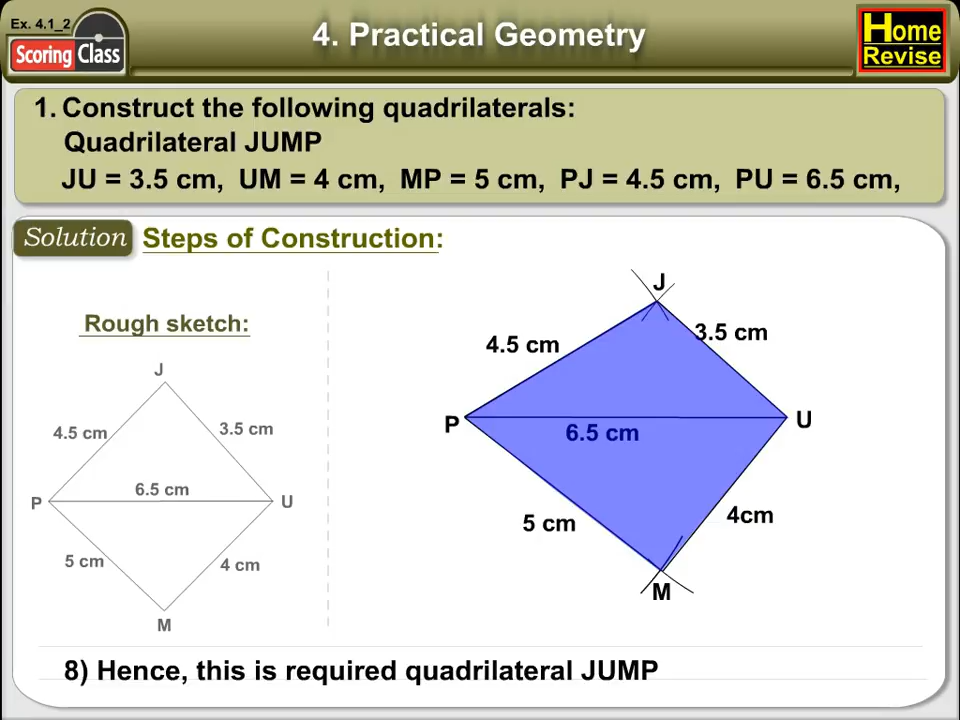 Ex. 4.1_2
Scoring Class
4. Practical Geometry
Home
Revise
1. Construct the following quadrilaterals:
Quadrilateral JUMP
JU = 3.5 cm, UM = 4 cm, MP = 5 cm, PJ = 4.5 cm, PU = 6.5 cm,
Solution
Steps of Construction:
Rough sketch:
J
4.5 cm
3.5 cm
6.5 cm
P
U
5 cm
4 cm
M
J
4.5 cm
3.5 cm
P
6.5 cm
U
5 cm
4cm
M
8) Hence, this is required quadrilateral JUMP